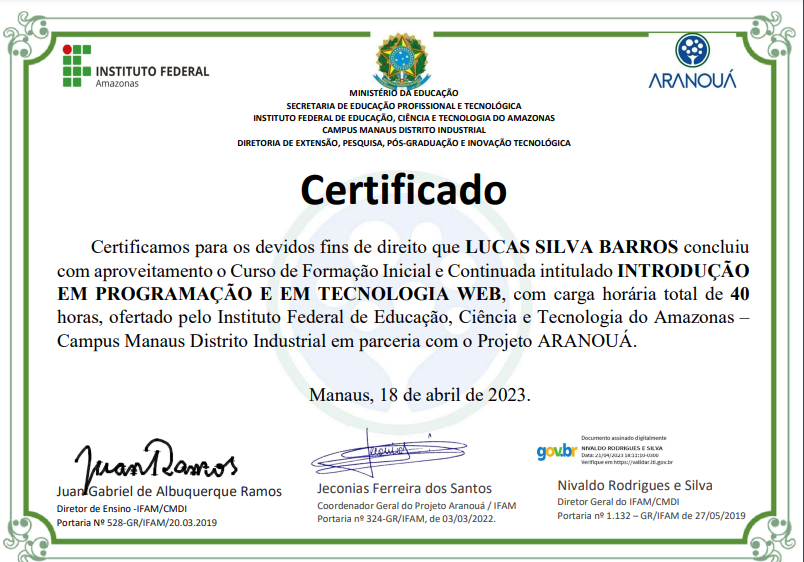 INSTITUTO FEDERAL
Amazonas
ARANOUÁ
MINISTÉRIO DA EDUCAÇÃO
SECRETARIA DE EDUCAÇÃO PROFISSIONAL E TECNOLÓGICA
INSTITUTO FEDERAL DE EDUCAÇÃO, CIÊNCIA E TECNOLOGIA DO AMAZONAS
CAMPUS MANAUS DISTRITO INDUSTRIAL
DIRETORIA DE EXTENSÃO, PESQUISA, PÓS-GRADUAÇÃO E INOVAÇÃO TECNOLÓGICA
Certificado
Certificamos para os devidos fins de direito que LUCAS SILVA BARROS concluiu
com aproveitamento o Curso de Formação Inicial e Continuada intitulado INTRODUÇÃO
EM PROGRAMAÇÃO E EM TECNOLOGIA WEB, com carga horária total de 40
horas, ofertado pelo Instituto Federal de Educação, Ciência e Tecnologia do Amazonas –
Campus Manaus Distrito Industrial em parceria com o Projeto ARANOUÁ.
Manaus, 18 de abril de 2023.
Juan Ramos
Juan Gabriel de Albuquerque Ramos
Diretor de Ensino -IFAM/CMDI
Portaria Nº 528-GR/IFAM/20.03.2019
Jeconias Ferreira dos Santos
Coordenador Geral do Projeto Aranouá / IFAM
Portaria nº 324-GR/IFAM, de 03/03/2022.
gov.br
Documento assinado digitalmente
NIVALDO RODRIGUES E SILVA
Data: 21/04/2023 18:11:10-0300
Verifique em https://validar.iti.gov.br
Nivaldo Rodrigues e Silva
Diretor Geral do IFAM/CMDI
Portaria nº 1.132 – GR/IFAM de 27/05/2019